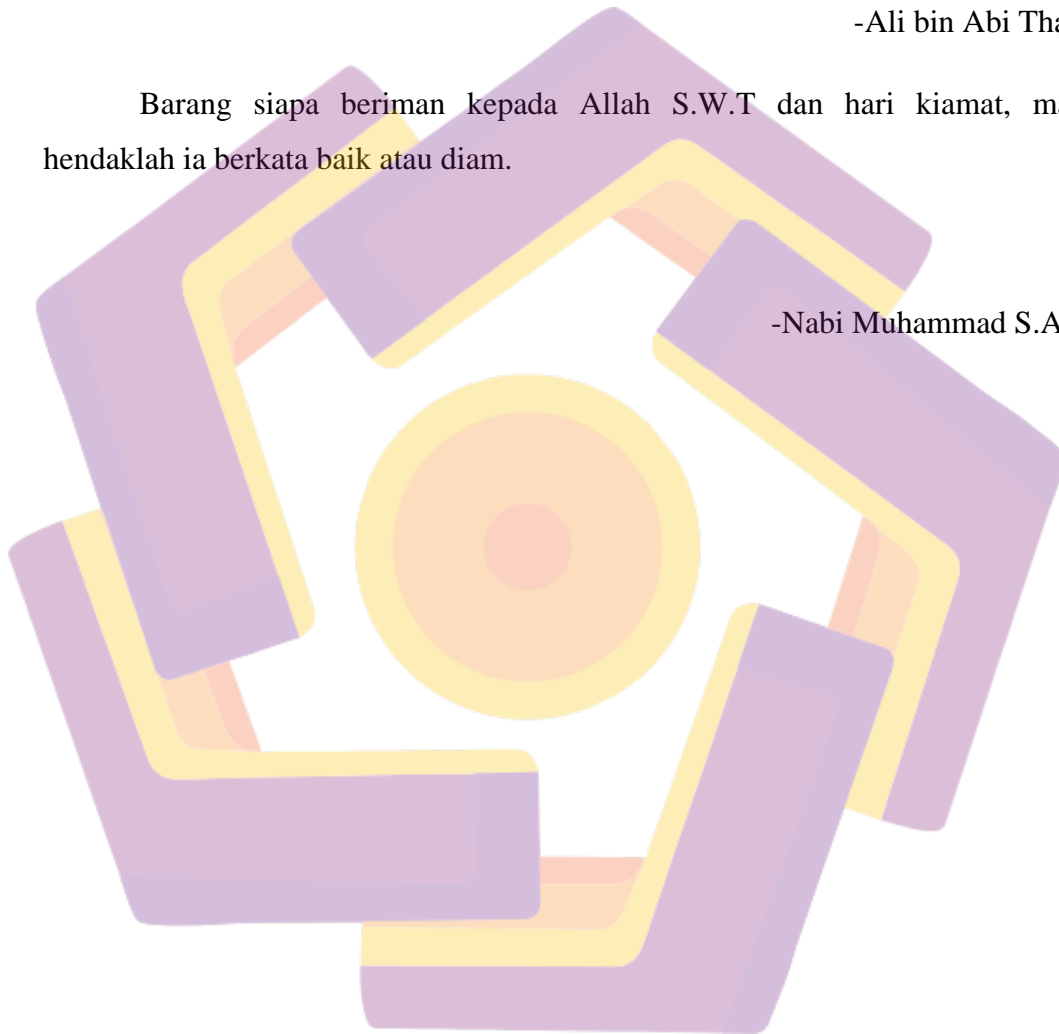 -Ali bin Abi Tha
Barang siapa beriman kepada Allah S.W.T dan hari kiamat, ma
hendaklah ia berkata baik atau diam.
-Nabi Muhammad S.A